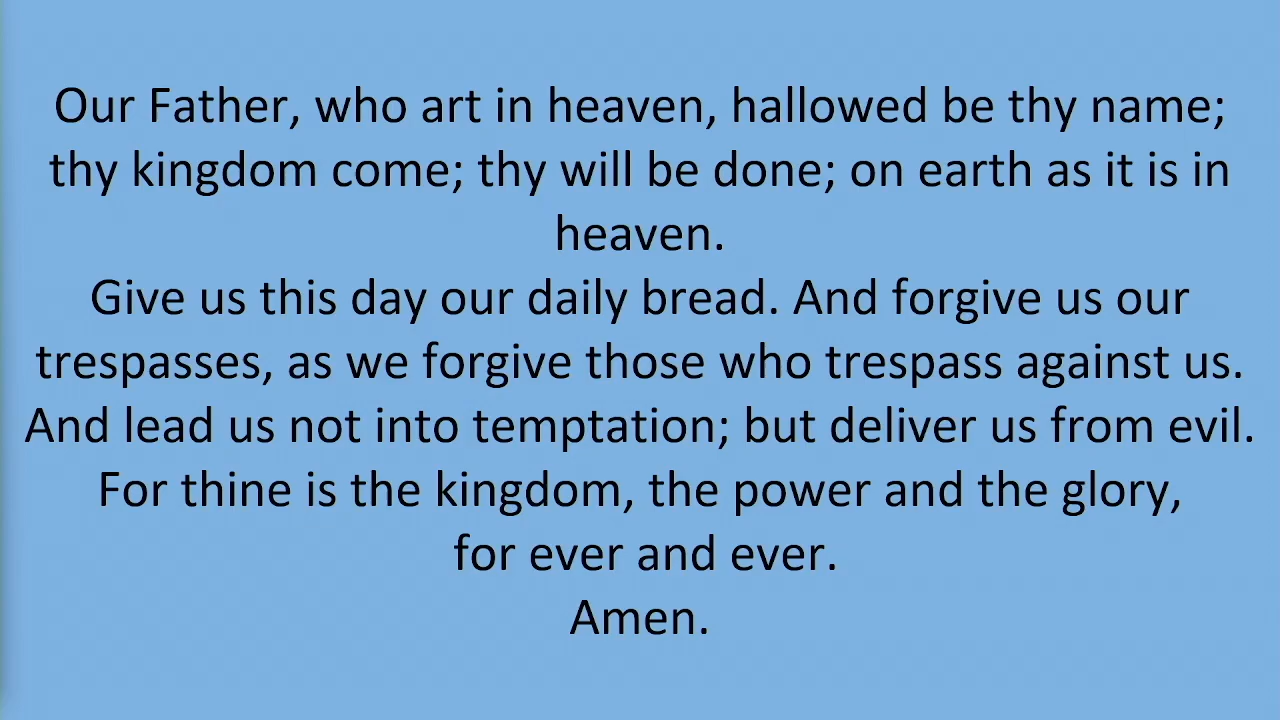 Our Father, who art in heaven, hallowed be thy name;
thy kingdom come; thy will be done; on earth as it is in
heaven.
Give us this day our daily bread. And forgive us our
trespasses, as we forgive those who trespass against us.
And lead us not into temptation; but deliver us from evil.
For thine is the kingdom, the power and the glory,
for ever and ever.
Amen.